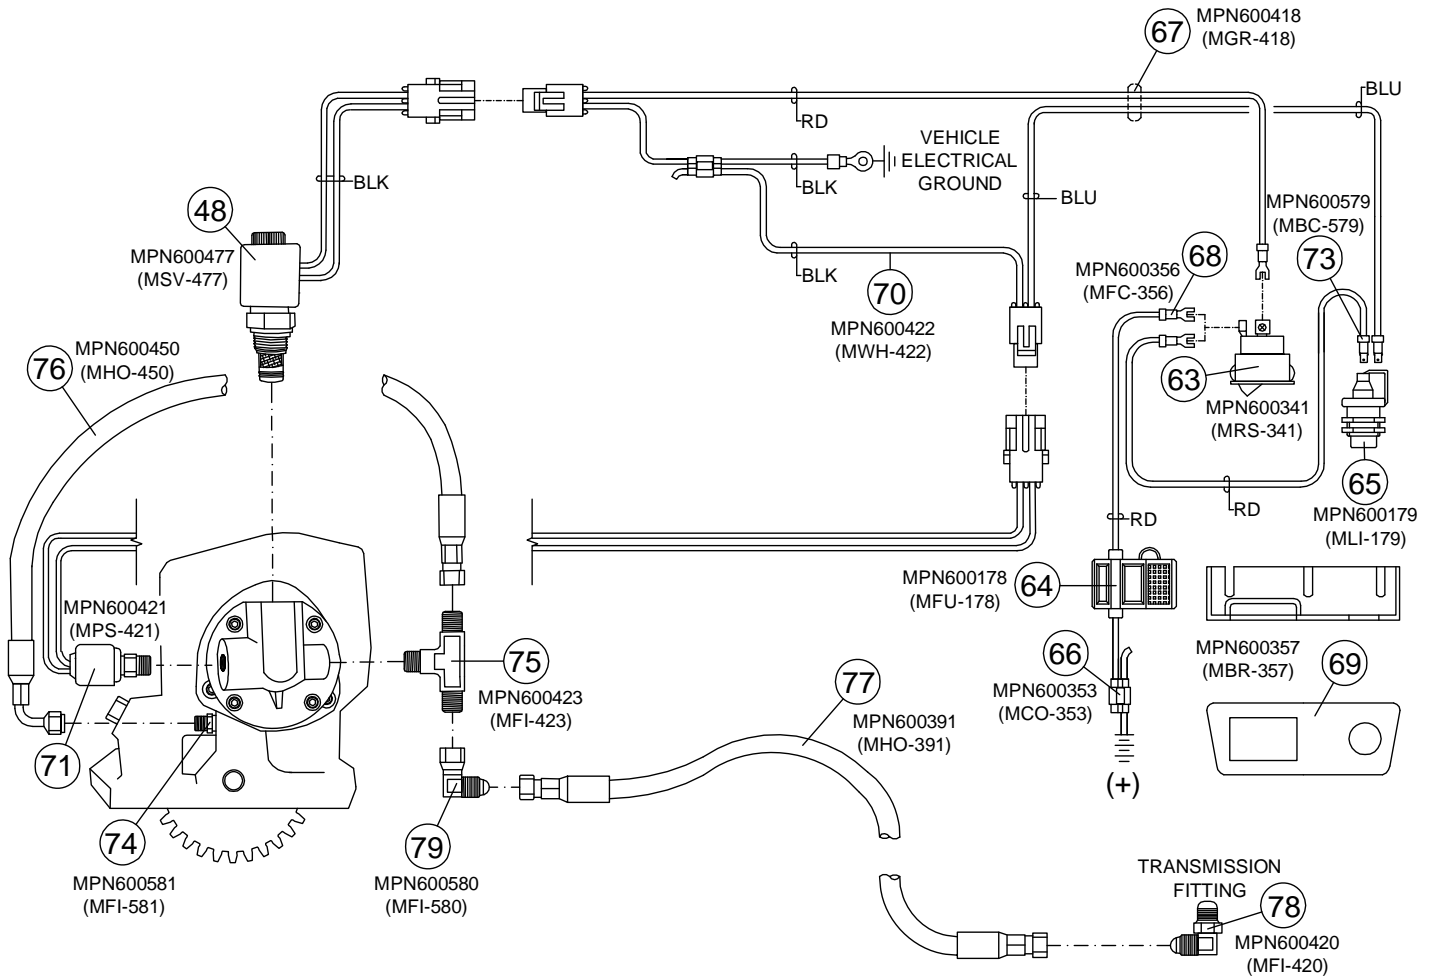 67
MPN600418
(MGR-418)
BLU
RD
VEHICLE
ELECTRICAL
GROUND
BLK
BLK
BLU
48
MPN600477
(MSV-477)
BLK
70
MPN600422
(MWH-422)
MPN600579
(MBC-579)
73
68
MPN600356
(MFC-356)
63
MPN600341
(MRS-341)
76
MPN600450
(MHO-450)
65
MPN600179
(MLI-179)
RD
RD
MPN600178
(MFU-178)
64
MPN600421
(MPS-421)
71
75
MPN600423
(MFI-423)
66
MPN600353
(MCO-353)
(+)
MPN600357
(MBR-357)
69
77
MPN600391
(MHO-391)
74
MPN600581
(MFI-581)
79
MPN600580
(MFI-580)
TRANSMISSION
FITTING
78
MPN600420
(MFI-420)